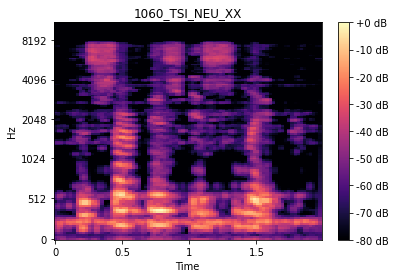 1060_TSI_NEU_XX
8192
4096
2048
1024
512
0
Hz
0
0.5
1
1.5
Time
+0 dB
-10 dB
-20 dB
-30 dB
-40 dB
-50 dB
-60 dB
-70 dB
-80 dB